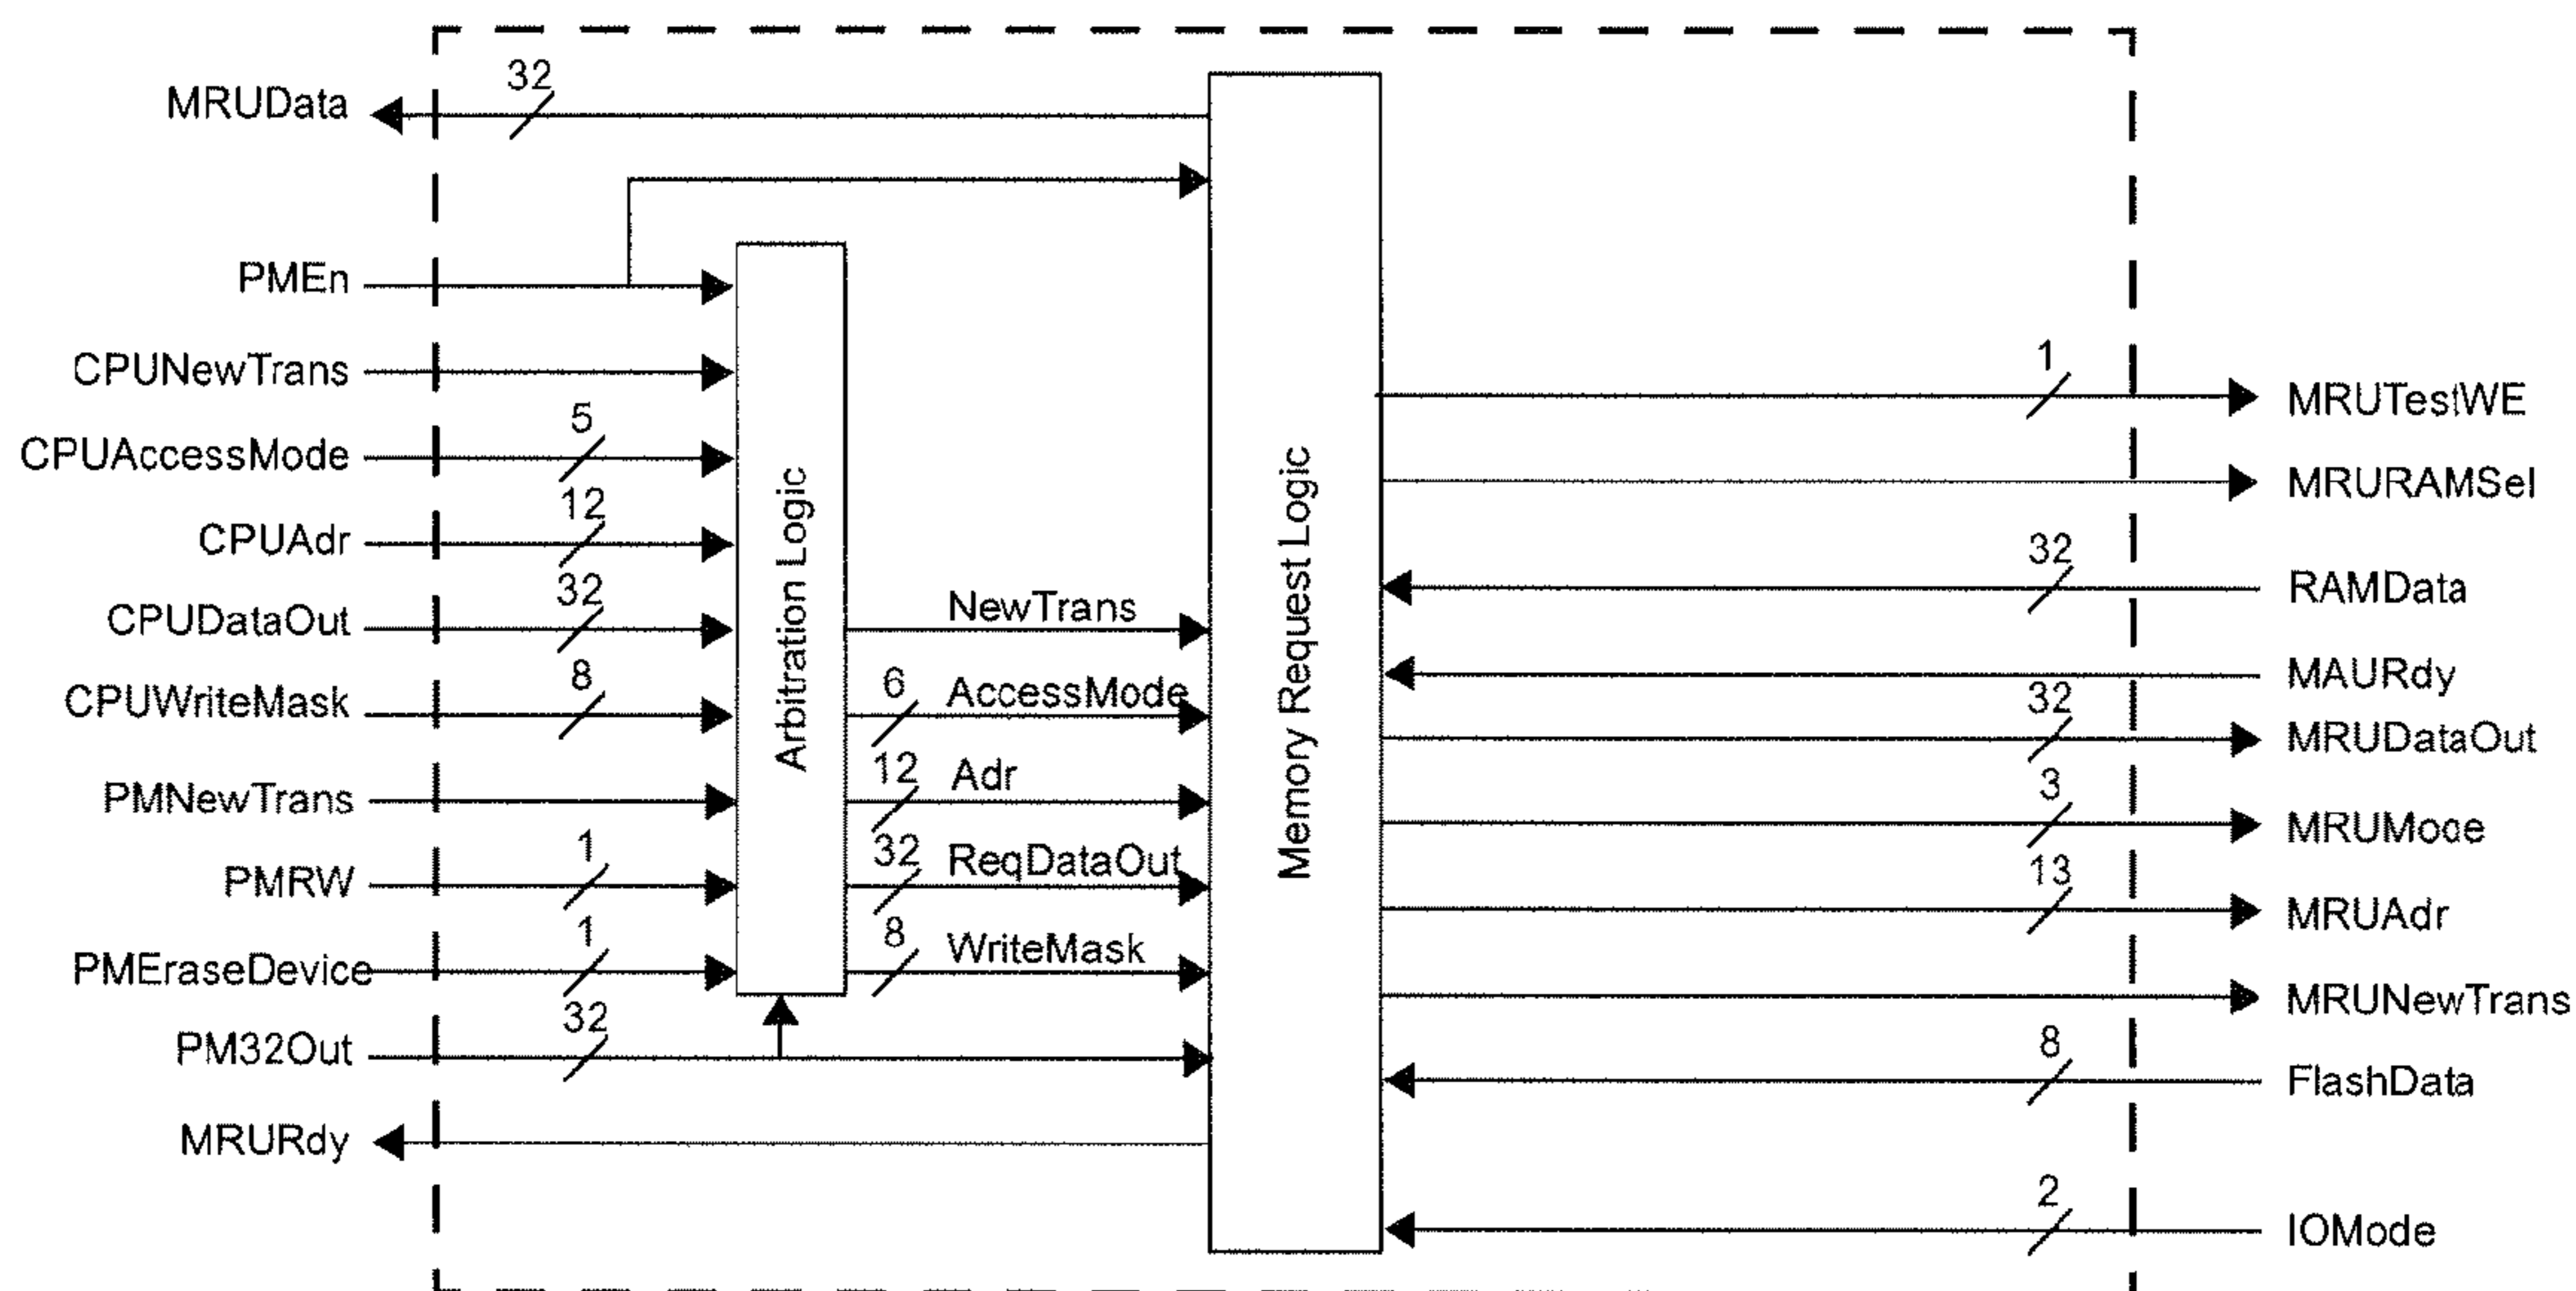 MRUData
32
PMEn
CPUNewTrans
CPUAccessMode
5
CPUAdr
12
CPUDataOut
32
CPUWriteMask
8
PMNewTrans
PMRW
1
PMEraseDevice
1
PM32Out
32
MRURdy
Arbitration Logic
NewTrans
6
AccessMode
12
Adr
32
ReqDataOut
8
WriteMask
Memory Request Logic
1
MRUTestWE
MRURAMSel
32
RAMData
MAURdy
32
MRUDataOut
3
MRUMode
13
MRUAdr
MRUNewTrans
8
FlashData
2
IOMode